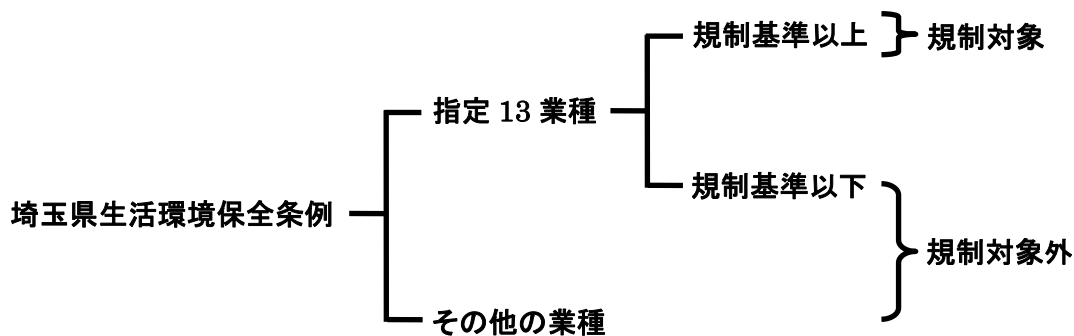 規制基準以上
規制対象
指定 13 業種
規制基準以下
埼玉県生活環境保全条例
規制対象外
その他の業種